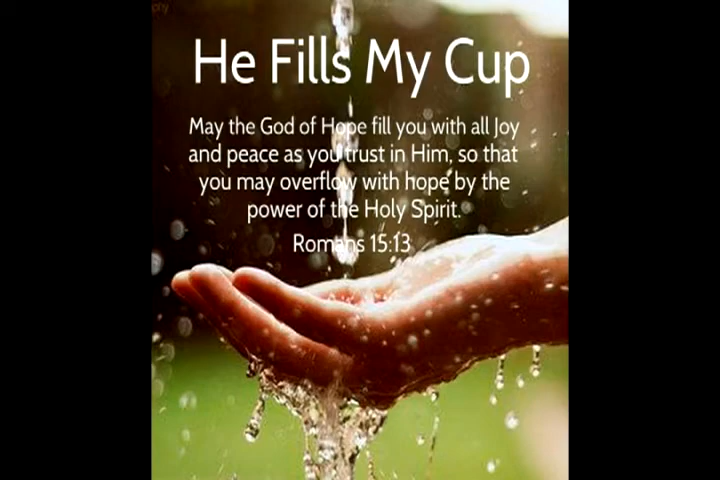 He Fills My Cup
May the God of Hope fill you with all Joy
and peace as you trust in Him, so that
you may overflow with hope by the
power of the Holy Spirit.
Romans 15:13